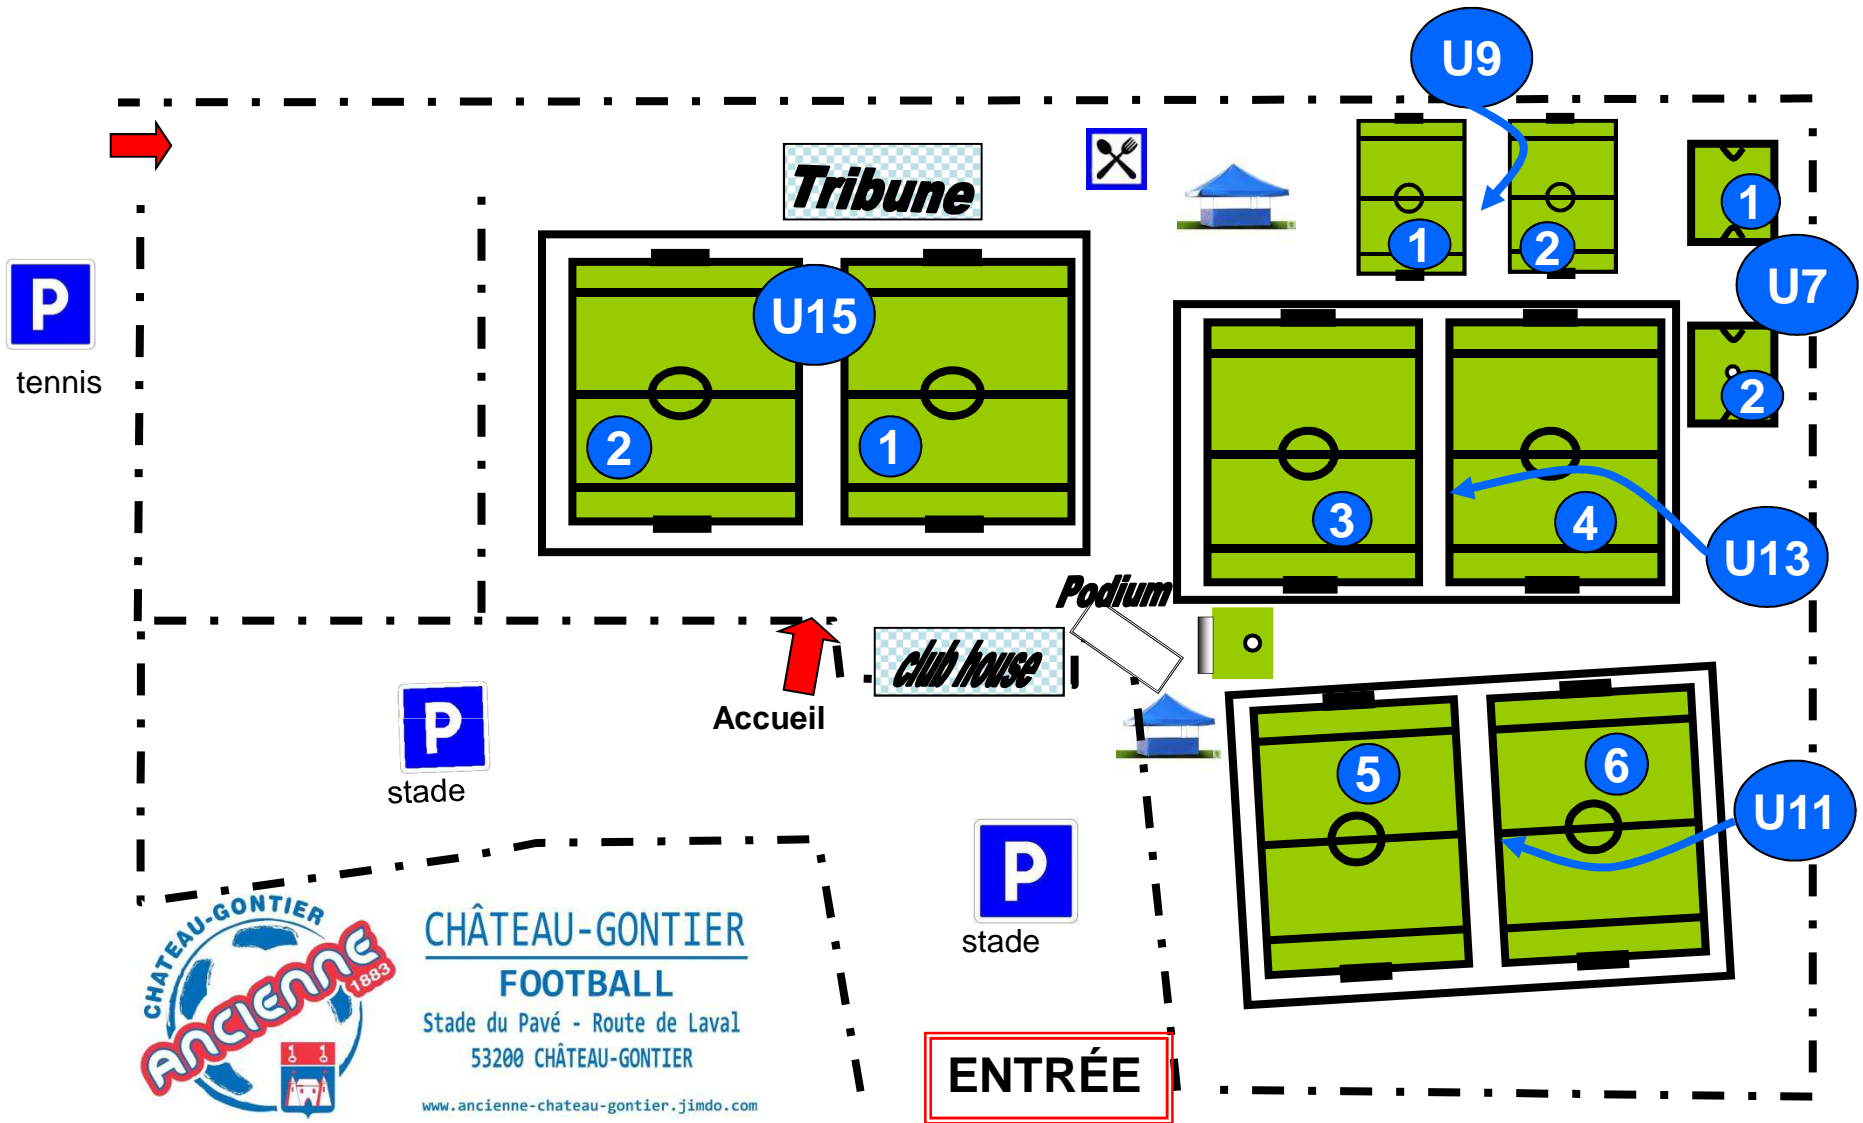 U9
Tribune
1
2
1
U7
P
tennis
U15
2
1
2
3
4
U13
Podium
club house
Accueil
P
stade
5
6
U11
P
stade
CHATEAU-GONTIER
ANCIENNE
1883
CHÂTEAU-GONTIER
FOOTBALL
Stade du Pavé - Route de Laval
53200 CHÂTEAU-GONTIER
www.ancienne-chateau-gontier.jimdo.com
ENTRÉE